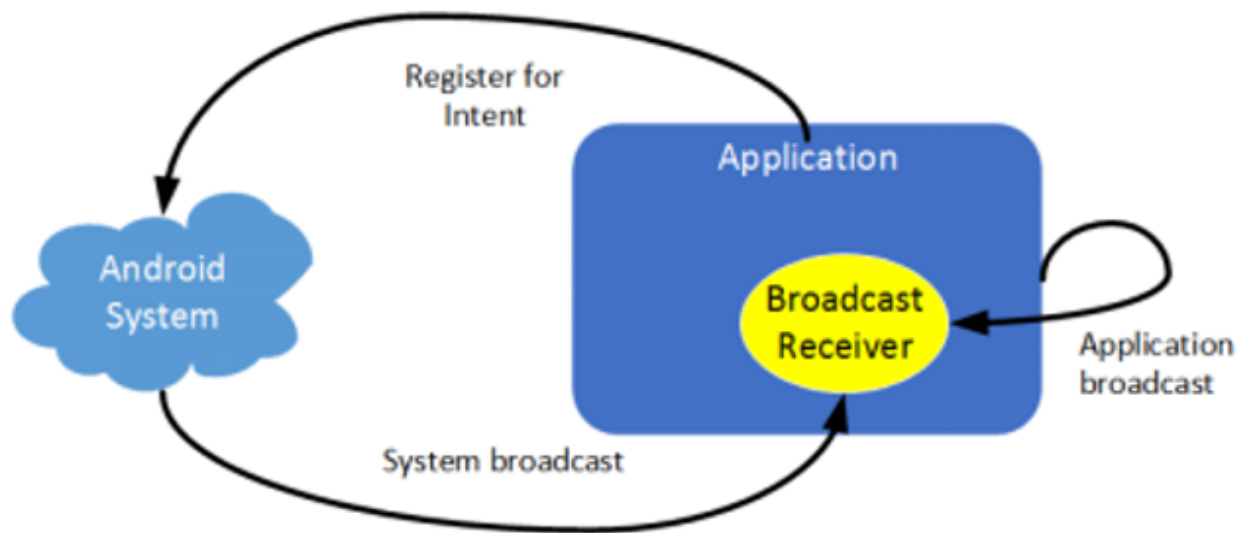 Register for
Intent
Application
Android
System
Broadcast
Receiver
Application
broadcast
System broadcast